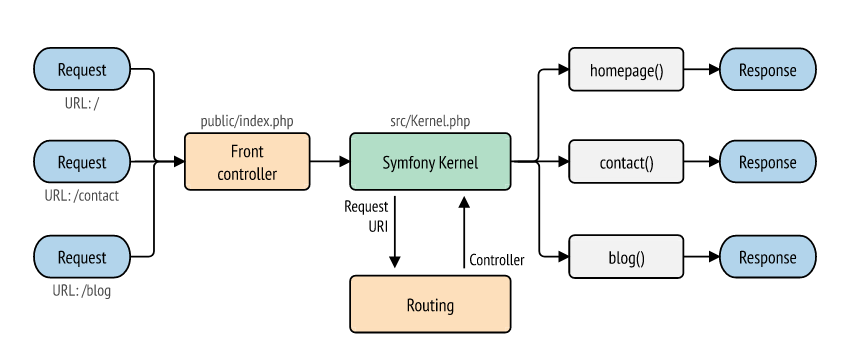 Request
URL: /
Request
URL: /contact
Request
URL: /blog
public/index.php
Front
controller
src/Kernel.php
Symfony Kernel
Request
URI
Controller
Routing
homepage()
Response
contact()
Response
blog()
Response